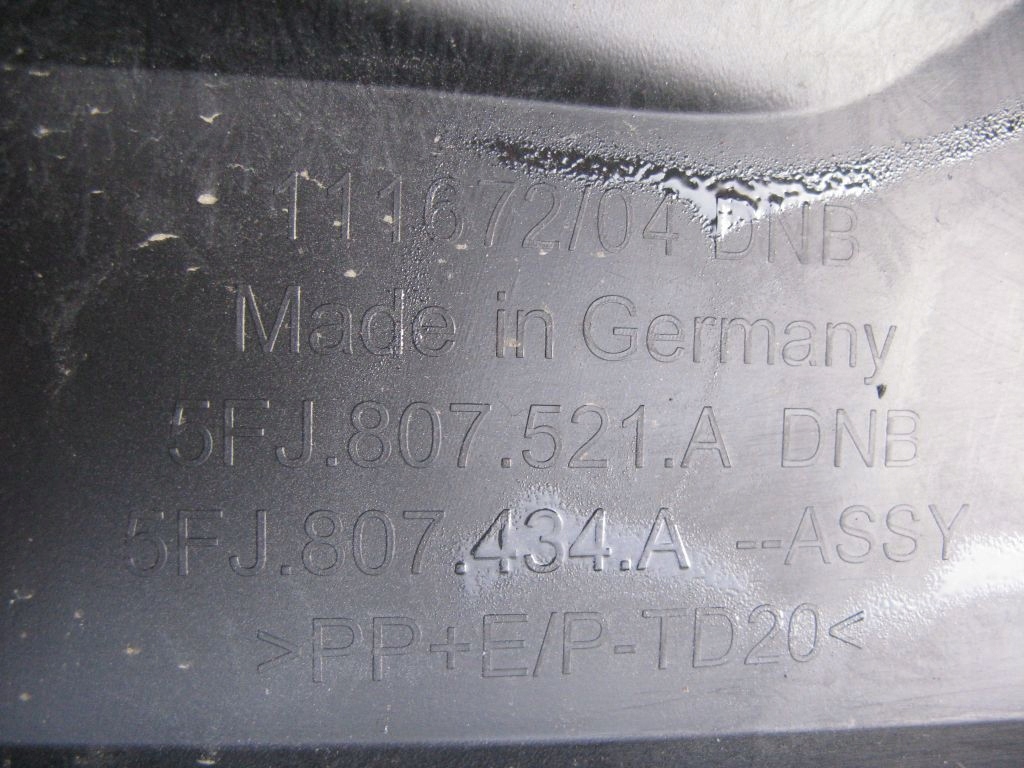 111672/04 DNB
Made in Germany
5FJ.807.521.A DNB
5FJ.807.434.A --ASSY
>PP+E/P-TD20<